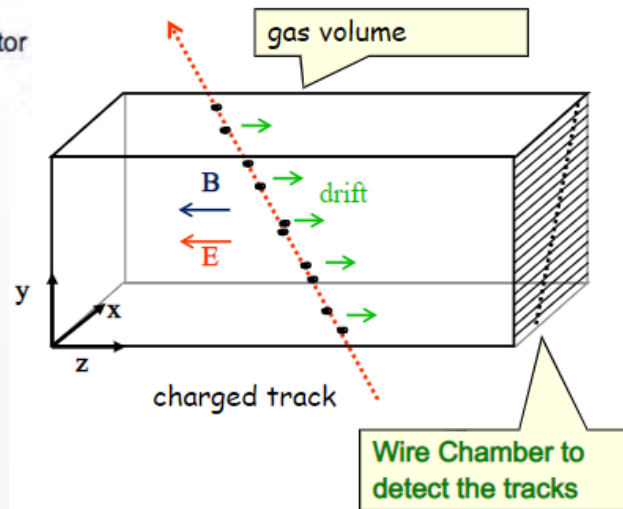 tor
gas volume
B
drift
E
y
x
z
charged track
Wire Chamber to
detect the tracks